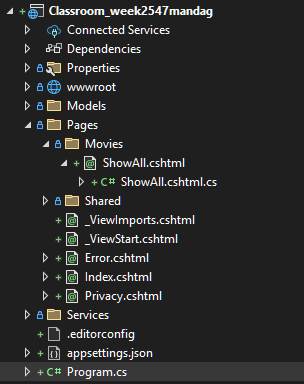 Classroom_week2547mandag
Connected Services
Dependencies
Properties
wwwroot
Models
Pages
Movies
ShowAll.cshtml
C# ShowAll.cshtml.cs
Shared
_ViewImports.cshtml
_ViewStart.cshtml
Error.cshtml
Index.cshtml
Privacy.cshtml
Services
.editorconfig
appsettings.json
C# Program.cs